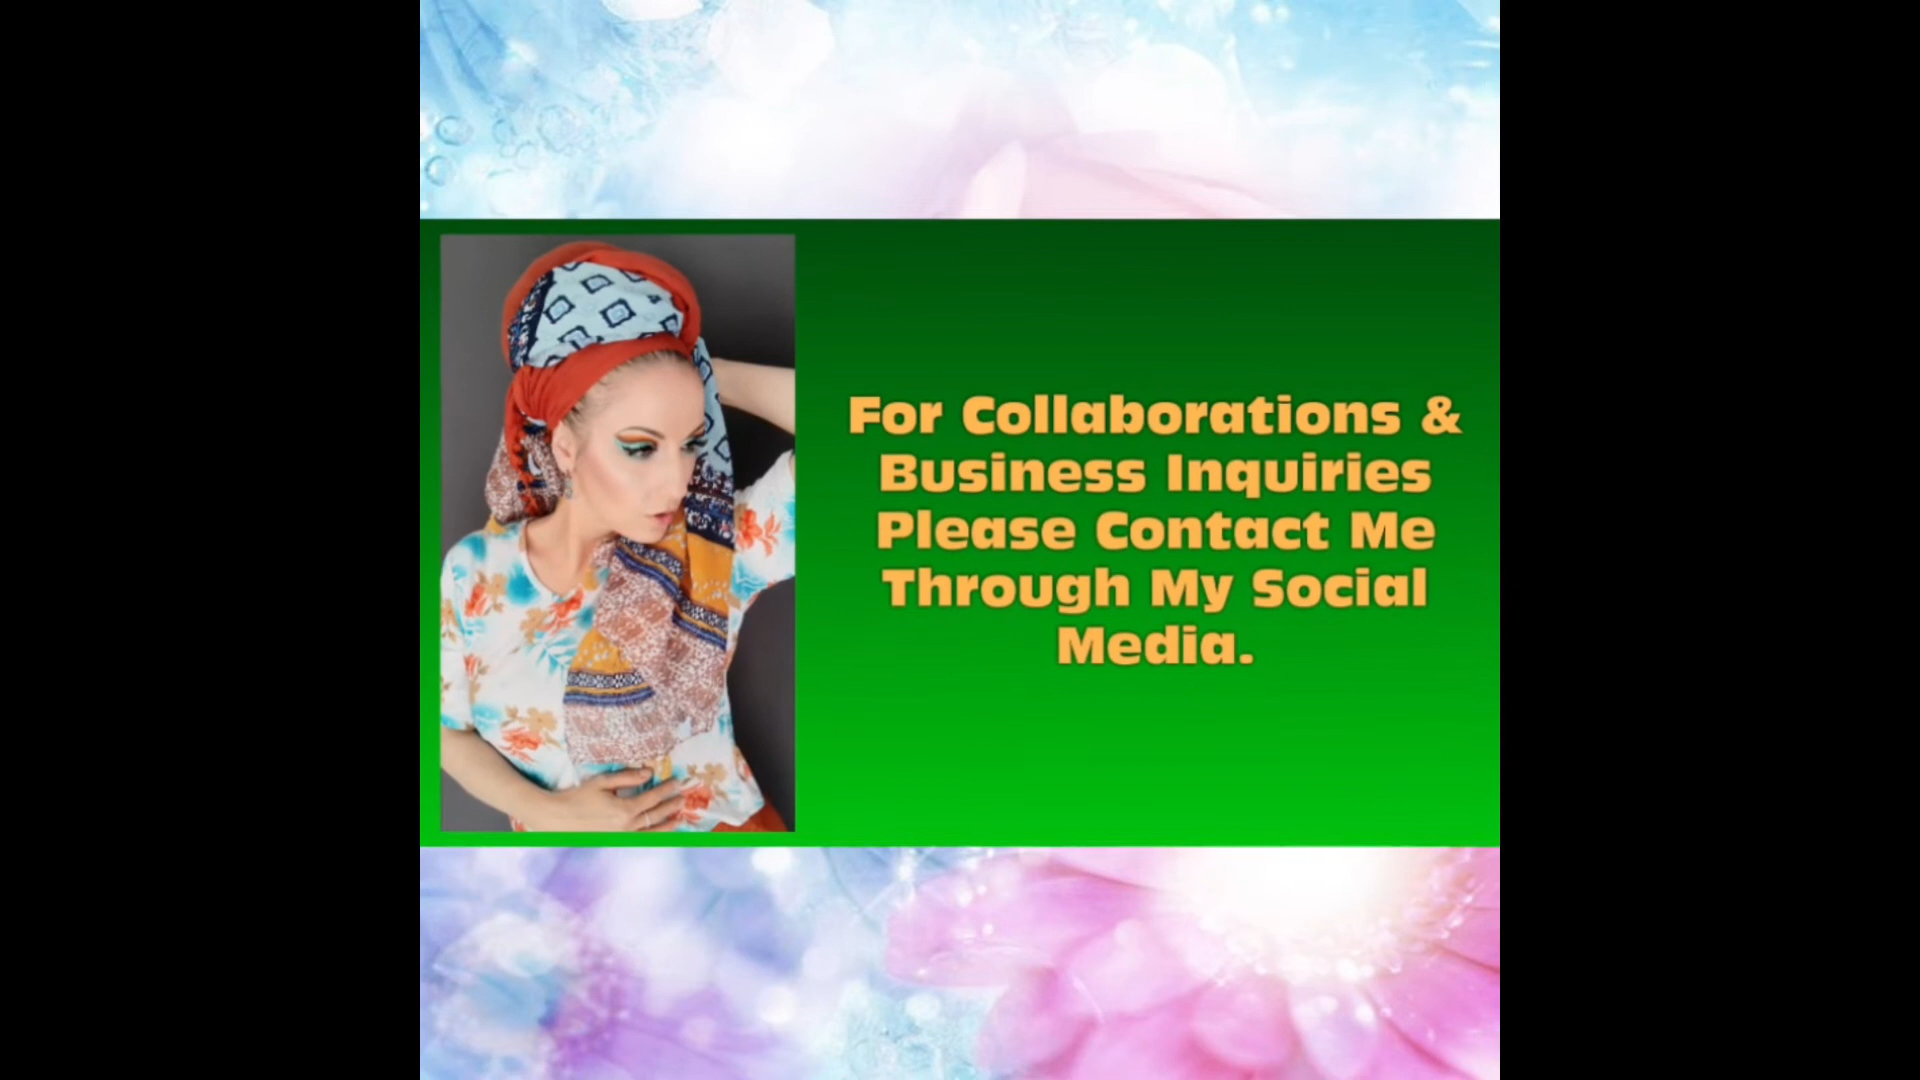 For Collaborations &
Business Inquiries
Please Contact Me
Through My Social
Media.